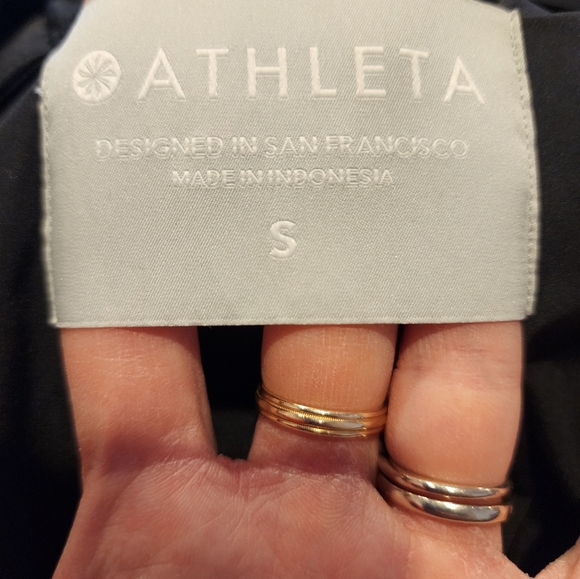 ATHLETA
DESIGNED IN SAN FRANCISCO
MADE IN INDONESIA
S